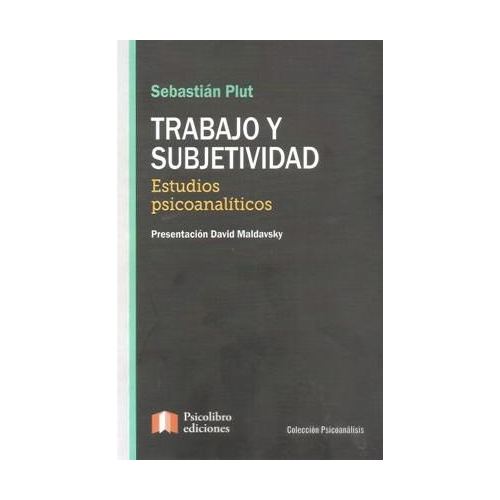 Sebastián Plut
TRABAJO Y
SUBJETIVIDAD
Estudios
psicoanalíticos
Presentación David Maldavsky
Psicolibro
ediciones
Colección Psicoanálisis